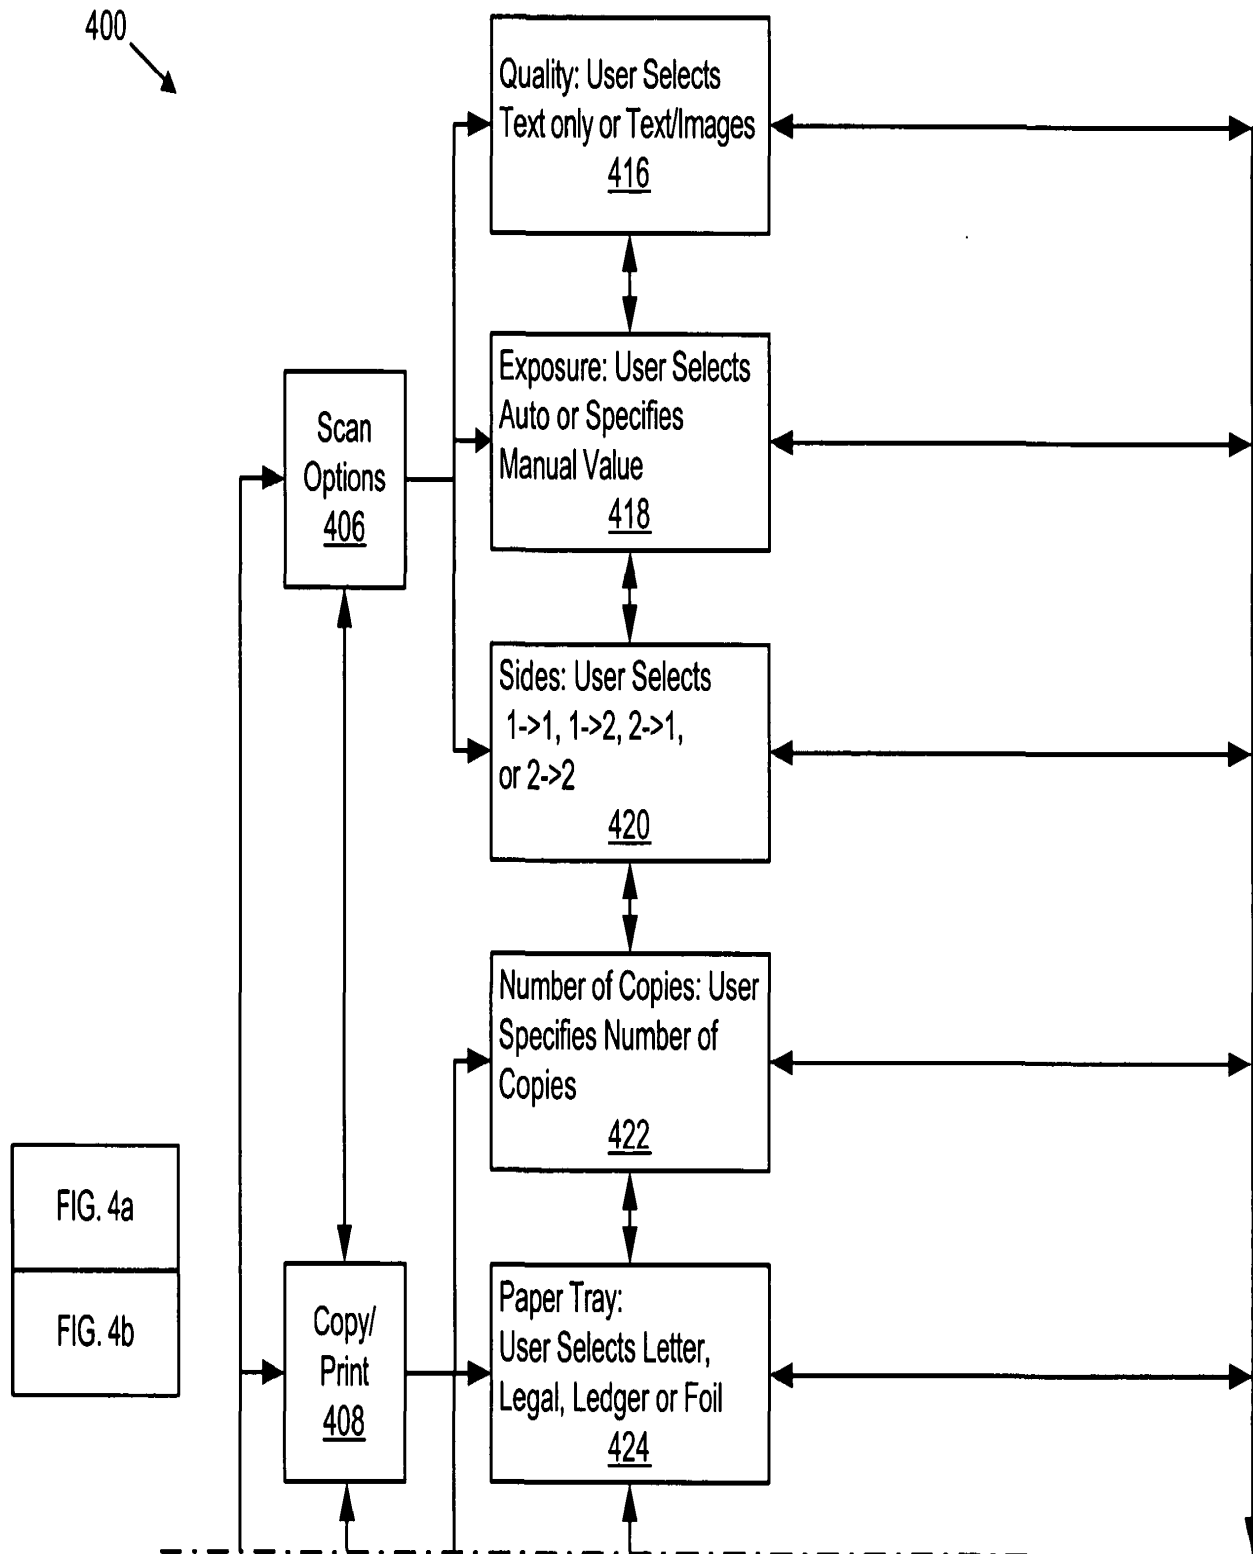 400
Quality: User Selects
Text only or Text/Images
416
Exposure: User Selects
Auto or Specifies
Manual Value
418
Scan
Options
406
Sides: User Selects
1->1, 1->2, 2->1,
or 2->2
420
Number of Copies: User
Specifies Number of
Copies
422
FIG. 4a
FIG. 4b
Copy/
Print
408
Paper Tray:
User Selects Letter,
Legal, Ledger or Foil
424